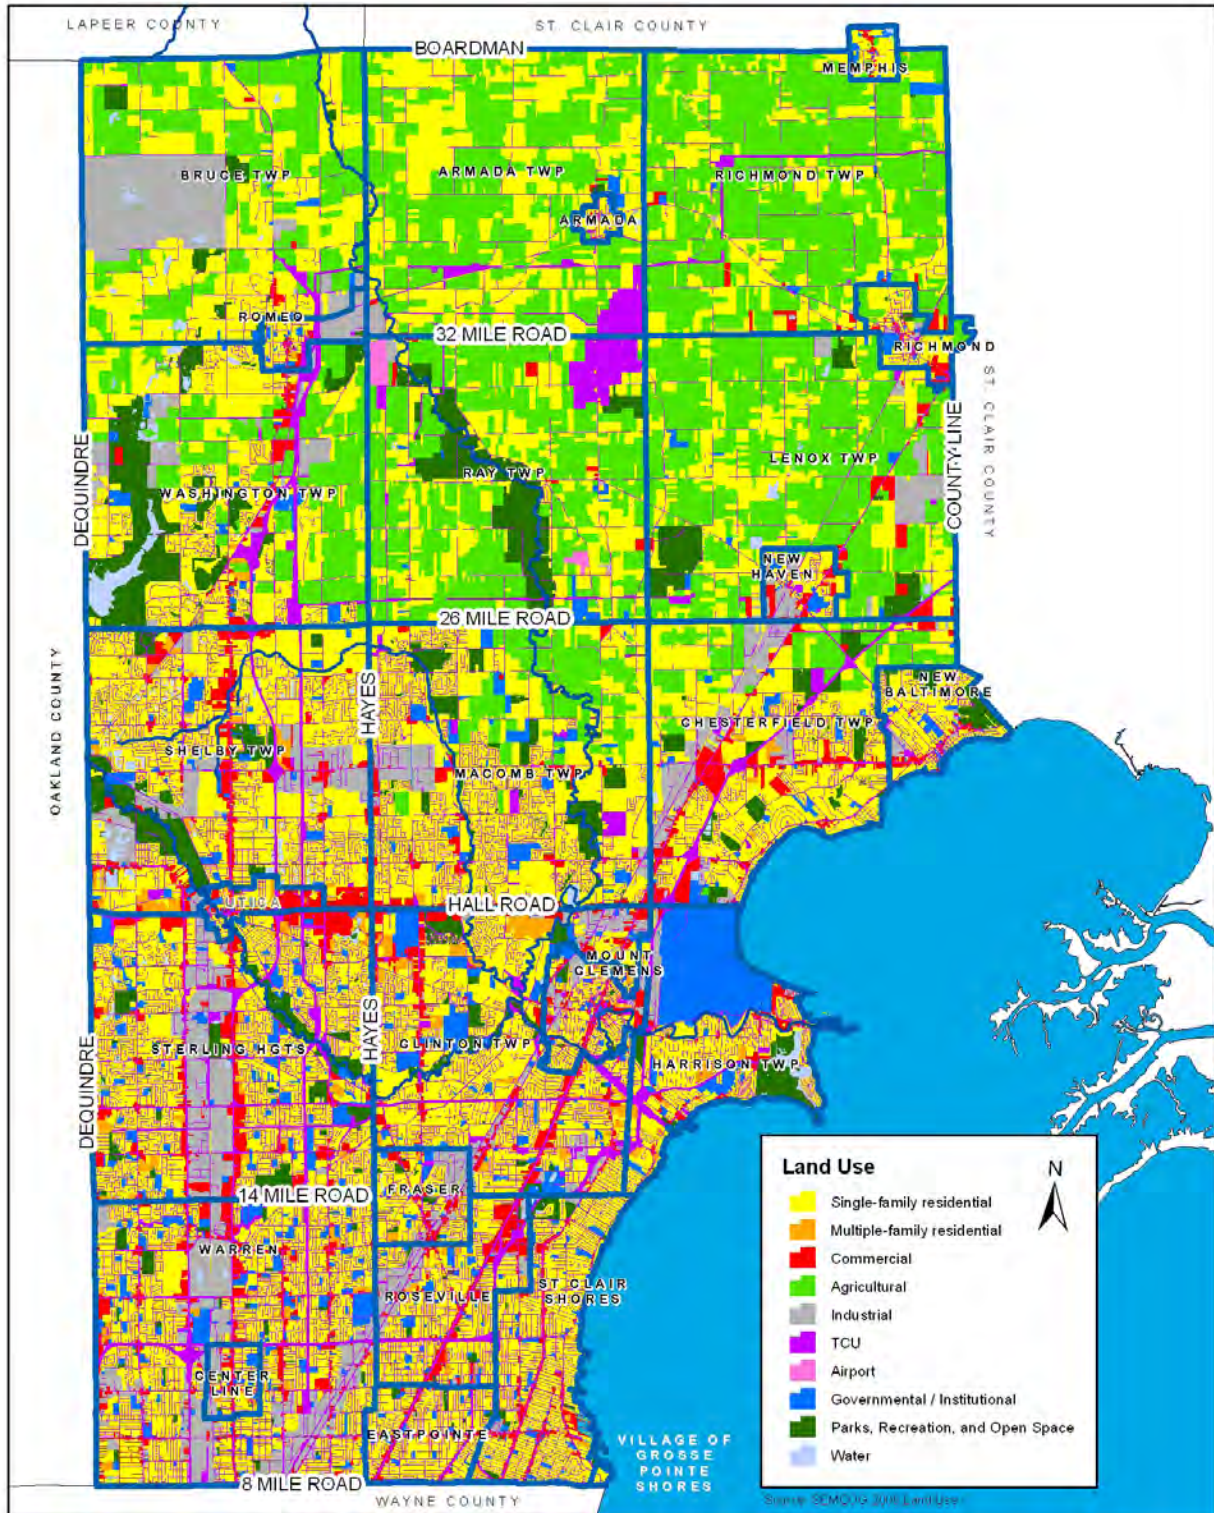 LAPEER COUNTY
ST. CLAIR COUNTY
BOARDMAN
MEMPHIS
BRUCE TWP
ARMADA TWP
RICHMOND TWP
ARMADA
ROMEO
32 MILE ROAD
RICHMOND
ST. CLAIR COUNTY
COUNTY LINE
DEQUINDRE
WASHINGTON TWP
RAY TWP
LENOX TWP
NEW
HAVEN
26 MILE ROAD
OAKLAND COUNTY
HAYES
NEW
BALTIMORE
SHELBY TWP
CHESTERFIELD TWP
MACOMB TWP
UTICA
HALL ROAD
MOUNT
CLEMENS
HAYES
DEQUINDRE
STERLING HGTS
CLINTON TWP
HARRISON TWP
14 MILE ROAD
FRASER
WARREN
ROSEVILLE
ST CLAIR
SHORES
CENTER
LINE
EASTPOINTE
8 MILE ROAD
WAYNE COUNTY
VILLAGE OF
GROSSE
POINTE
SHORES
Land Use
N
Single-family residential
Multiple-family residential
Commercial
Agricultural
Industrial
TCU
Airport
Governmental / Institutional
Parks, Recreation, and Open Space
Water
Source: SEMCOG Land Use